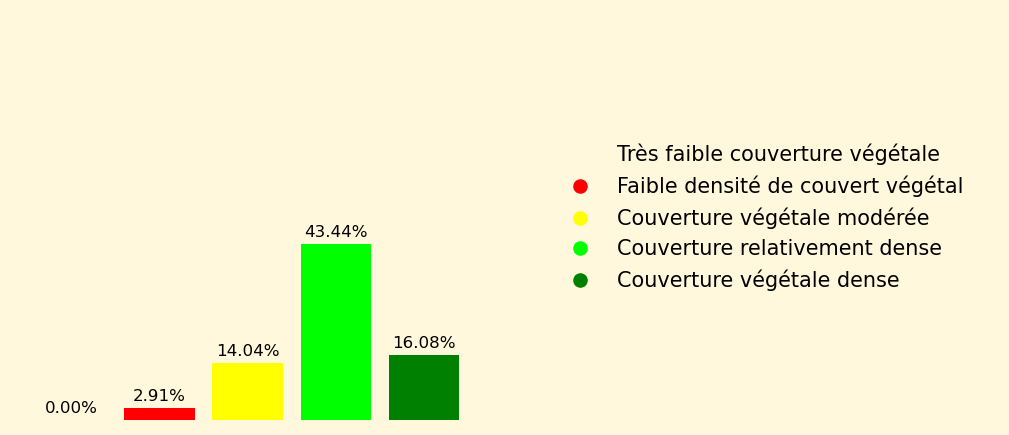 0.00%
2.91%
14.04%
43.44%
16.08%
Très faible couverture végétale
Faible densité de couvert végétal
Couverture végétale modérée
Couverture relativement dense
Couverture végétale dense